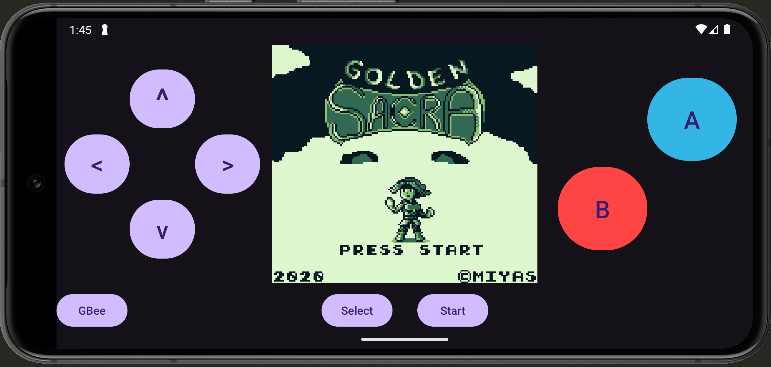 1:45
GOLDEN
SACRA
^
A
<
>
B
v
PRESS START
2020
©MIYAS
GBee
Select
Start